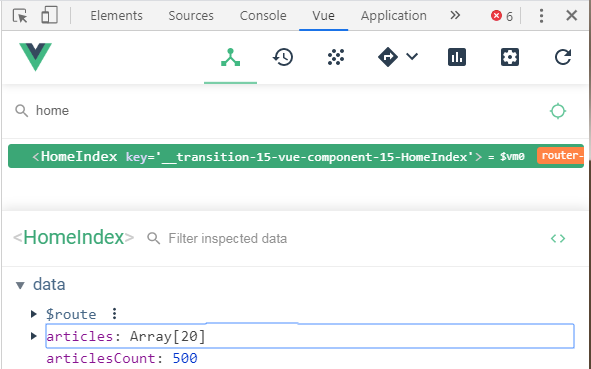 Elements Sources Console Vue Application » 6
home
<HomeIndex key='__transition-15-vue-component-15-HomeIndex'> = $vm0 router-
<HomeIndex> Filter inspected data <>
data
$route
articles: Array[20]
articlesCount: 500